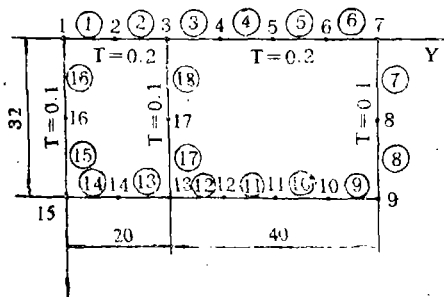 1 ① 2 ② 3 ③ 4 ④ 5 ⑤ 6 ⑥ 7
T=0.2 T=0.2 Y
⑯ ⑱ ⑦
T=0.1 T=0.1 T=0.1
32 16 17 8
⑮ ⑰ ⑧
⑭ 14 ⑬ 13 ⑫ 12 ⑪ 11 ⑩ 10 ⑨ 9
15
20 40